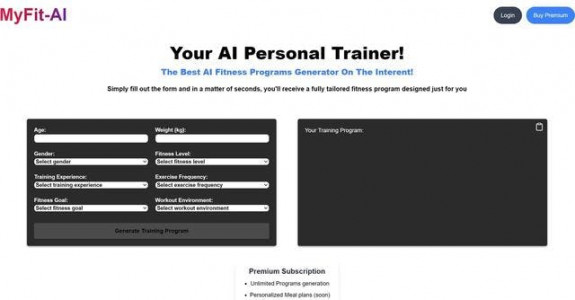 MyFit-AI
Login
Buy Premium
Your AI Personal Trainer!
The Best AI Fitness Programs Generator On The Interent!
Simply fill out the form and in a matter of seconds, you'll receive a fully tailored fitness program designed just for you
Age:
Weight (kg):
Gender:
Select gender
Fitness Level:
Select fitness level
Training Experience:
Select training experience
Exercise Frequency:
Select exercise frequency
Fitness Goal:
Select fitness goal
Workout Environment:
Select workout environment
Generate Training Program
Your Training Program:
Premium Subscription
• Unlimited Programs generation
• Personalized Meal plans (soon)